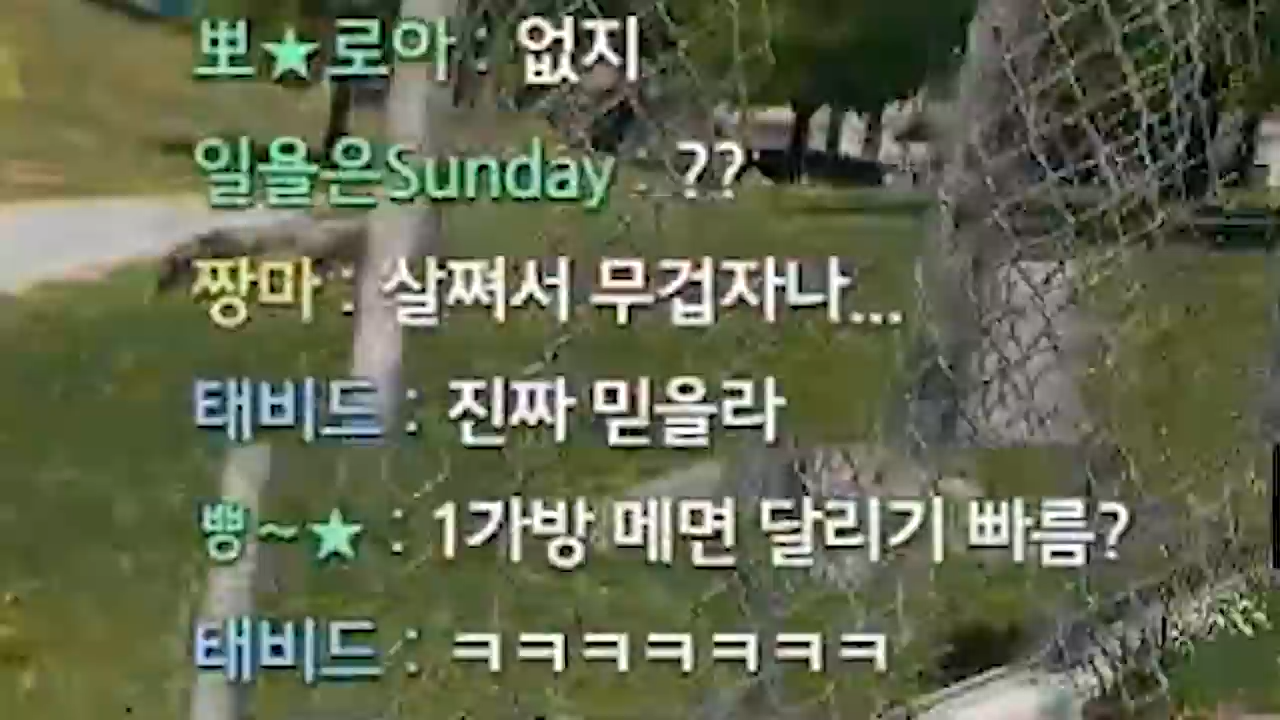 뽀★로아 : 없지
일욜은Sunday : ??
짱마 : 살쪄서 무겁자나...
태비드 : 진짜 믿을라
뿅~★ : 1가방 메면 달리기 빠름?
태비드 : ㅋㅋㅋㅋㅋㅋㅋ